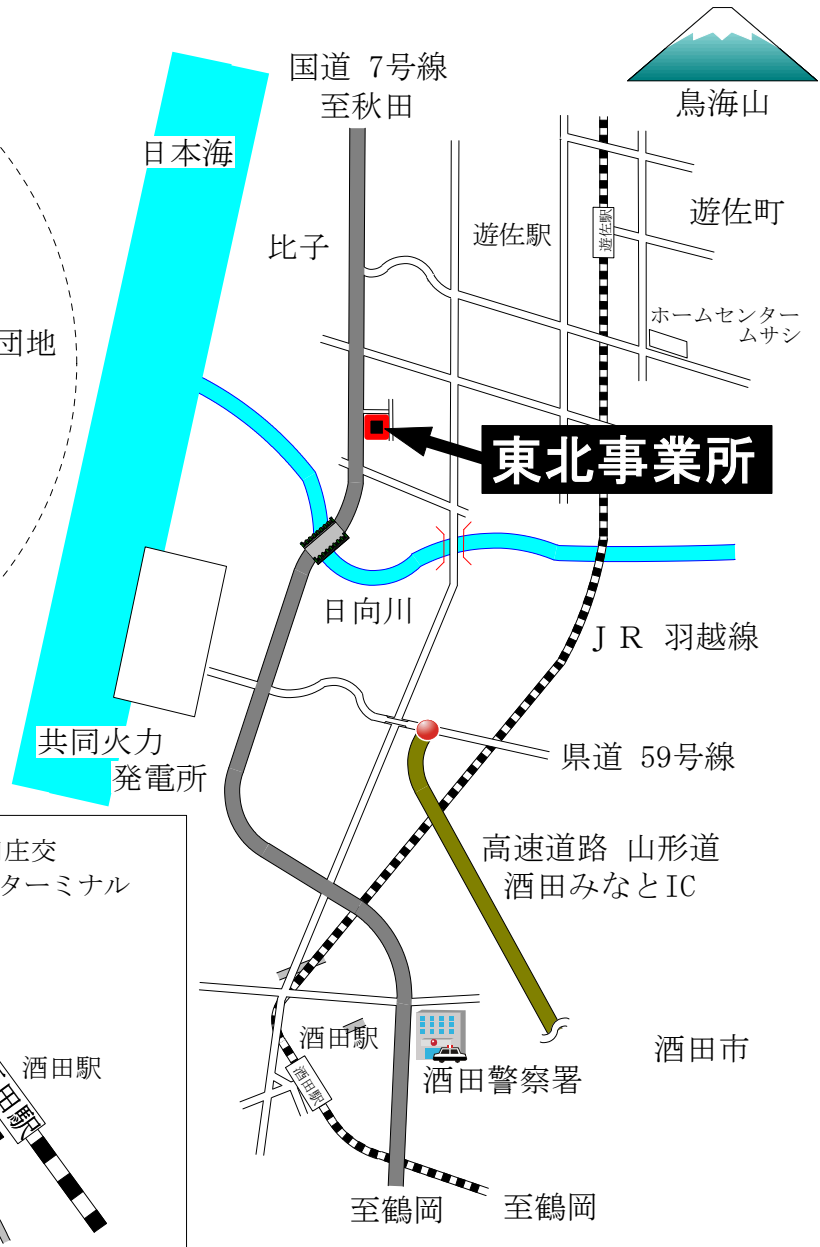 国道 7号線
至秋田
鳥海山
日本海
遊佐町
比子
遊佐駅
遊佐駅
ホームセンター
ムサシ
団地
東北事業所
日向川
ＪＲ 羽越線
共同火力
発電所
県道 59号線
高速道路 山形道
酒田みなとIC
庄交
ターミナル
酒田駅
酒田駅
酒田市
酒田警察署
酒田駅
田駅
至鶴岡
至鶴岡